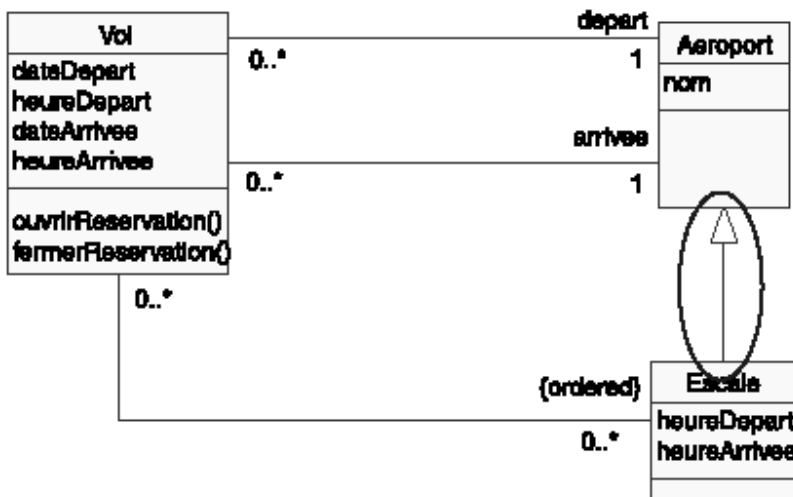 Vol
dateDepart
heureDepart
dateArrivee
heureArrivee
ouvrirReservation()
fermerReservation()
depart
0..*
1
arrivee
0..*
1
Aeroport
nom
0..*
{ordered}
0..*
Escale
heureDepart
heureArrivee